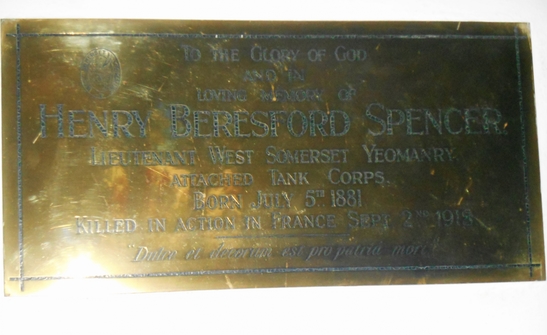 To the Glory of God
and in
loving memory of
Henry Beresford Spencer.
Lieutenant West Somerset Yeomanry.
attached Tank Corps.
Born July 5th 1881
Killed in action in France Sept 2nd 1918
"Dulce et decorum est pro patria mori"